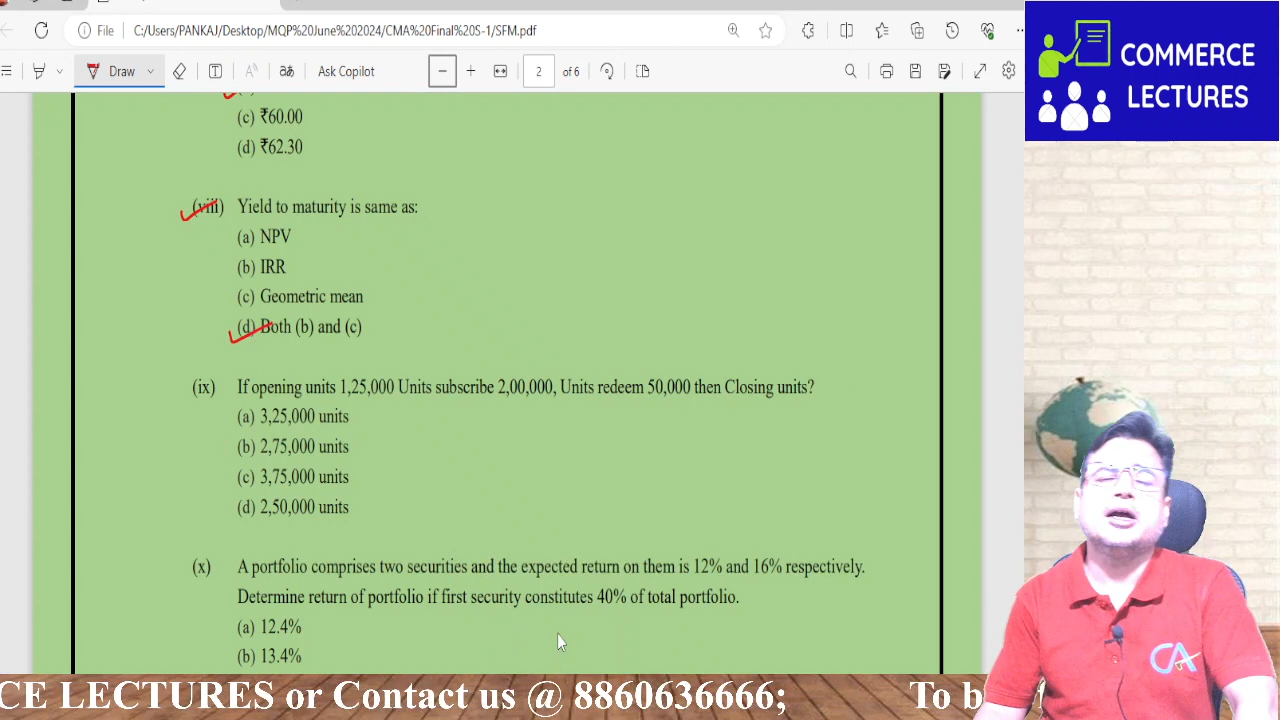 File
C:/Users/PANKAJ/Desktop/MQP%20June%202024/CMA%20Final%20S-1/SFM.pdf
Draw
Ask Copilot
2
of 6
COMMERCE
LECTURES
(c) ₹60.00
(d) ₹62.30
(viii) Yield to maturity is same as:
(a) NPV
(b) IRR
(c) Geometric mean
(d) Both (b) and (c)
(ix) If opening units 1,25,000 Units subscribe 2,00,000, Units redeem 50,000 then Closing units?
(a) 3,25,000 units
(b) 2,75,000 units
(c) 3,75,000 units
(d) 2,50,000 units
(x) A portfolio comprises two securities and the expected return on them is 12% and 16% respectively.
Determine return of portfolio if first security constitutes 40% of total portfolio.
(a) 12.4%
(b) 13.4%
CA
CE LECTURES or Contact us @ 8860636666; To b